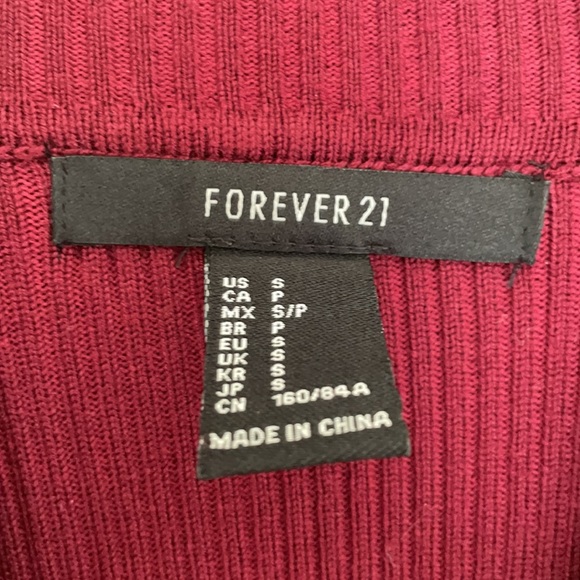 FOREVER 21
US S
CA P
MX S/P
BR P
EU S
UK S
KR S
JP S
CN 160/84A
MADE IN CHINA